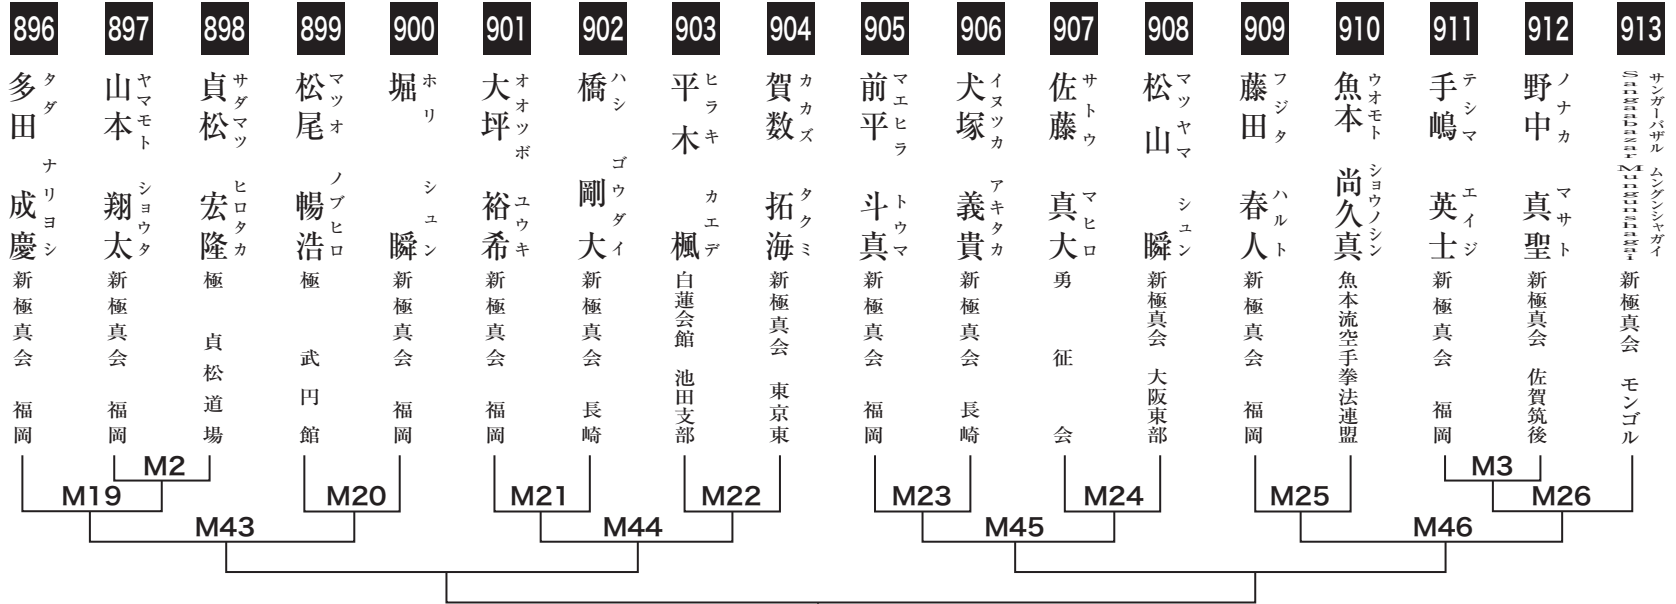 896
多田 成慶
タダ ナリヨシ
新極真会 福岡
897
山本 翔太
ヤマモト ショウタ
新極真会 福岡
898
貞松 宏隆
サダマツ ヒロタカ
極 貞松道場
899
松尾 暢浩
マツオ ノブヒロ
極 武円館
900
堀 瞬
ホリ シュン
新極真会 福岡
901
大坪 裕希
オオツボ ユウキ
新極真会 福岡
902
橋 剛大
ハシ ゴウダイ
新極真会 長崎
903
平木 楓
ヒラキ カエデ
白蓮会館 池田支部
904
賀数 拓海
カカズ タクミ
新極真会 東京東
905
前平 斗真
マエヒラ トウマ
新極真会 福岡
906
犬塚 義貴
イヌツカ アキタカ
新極真会 長崎
907
佐藤 真大
サトウ マヒロ
勇征会
908
松山 瞬
マツヤマ シュン
新極真会 大阪東部
909
藤田 春人
フジタ ハルト
新極真会 福岡
910
魚本 尚久真
ウオモト ショウノシン
魚本流空手拳法連盟
911
手嶋 英士
テシマ エイジ
新極真会 福岡
912
野中 真聖
ノナカ マサト
新極真会 佐賀筑後
913
Sangabazar Mungunshagai
サンガーバザル ムングンシャガイ
新極真会 モンゴル
M2
M3
M19
M20
M21
M22
M23
M24
M25
M26
M43
M44
M45
M46